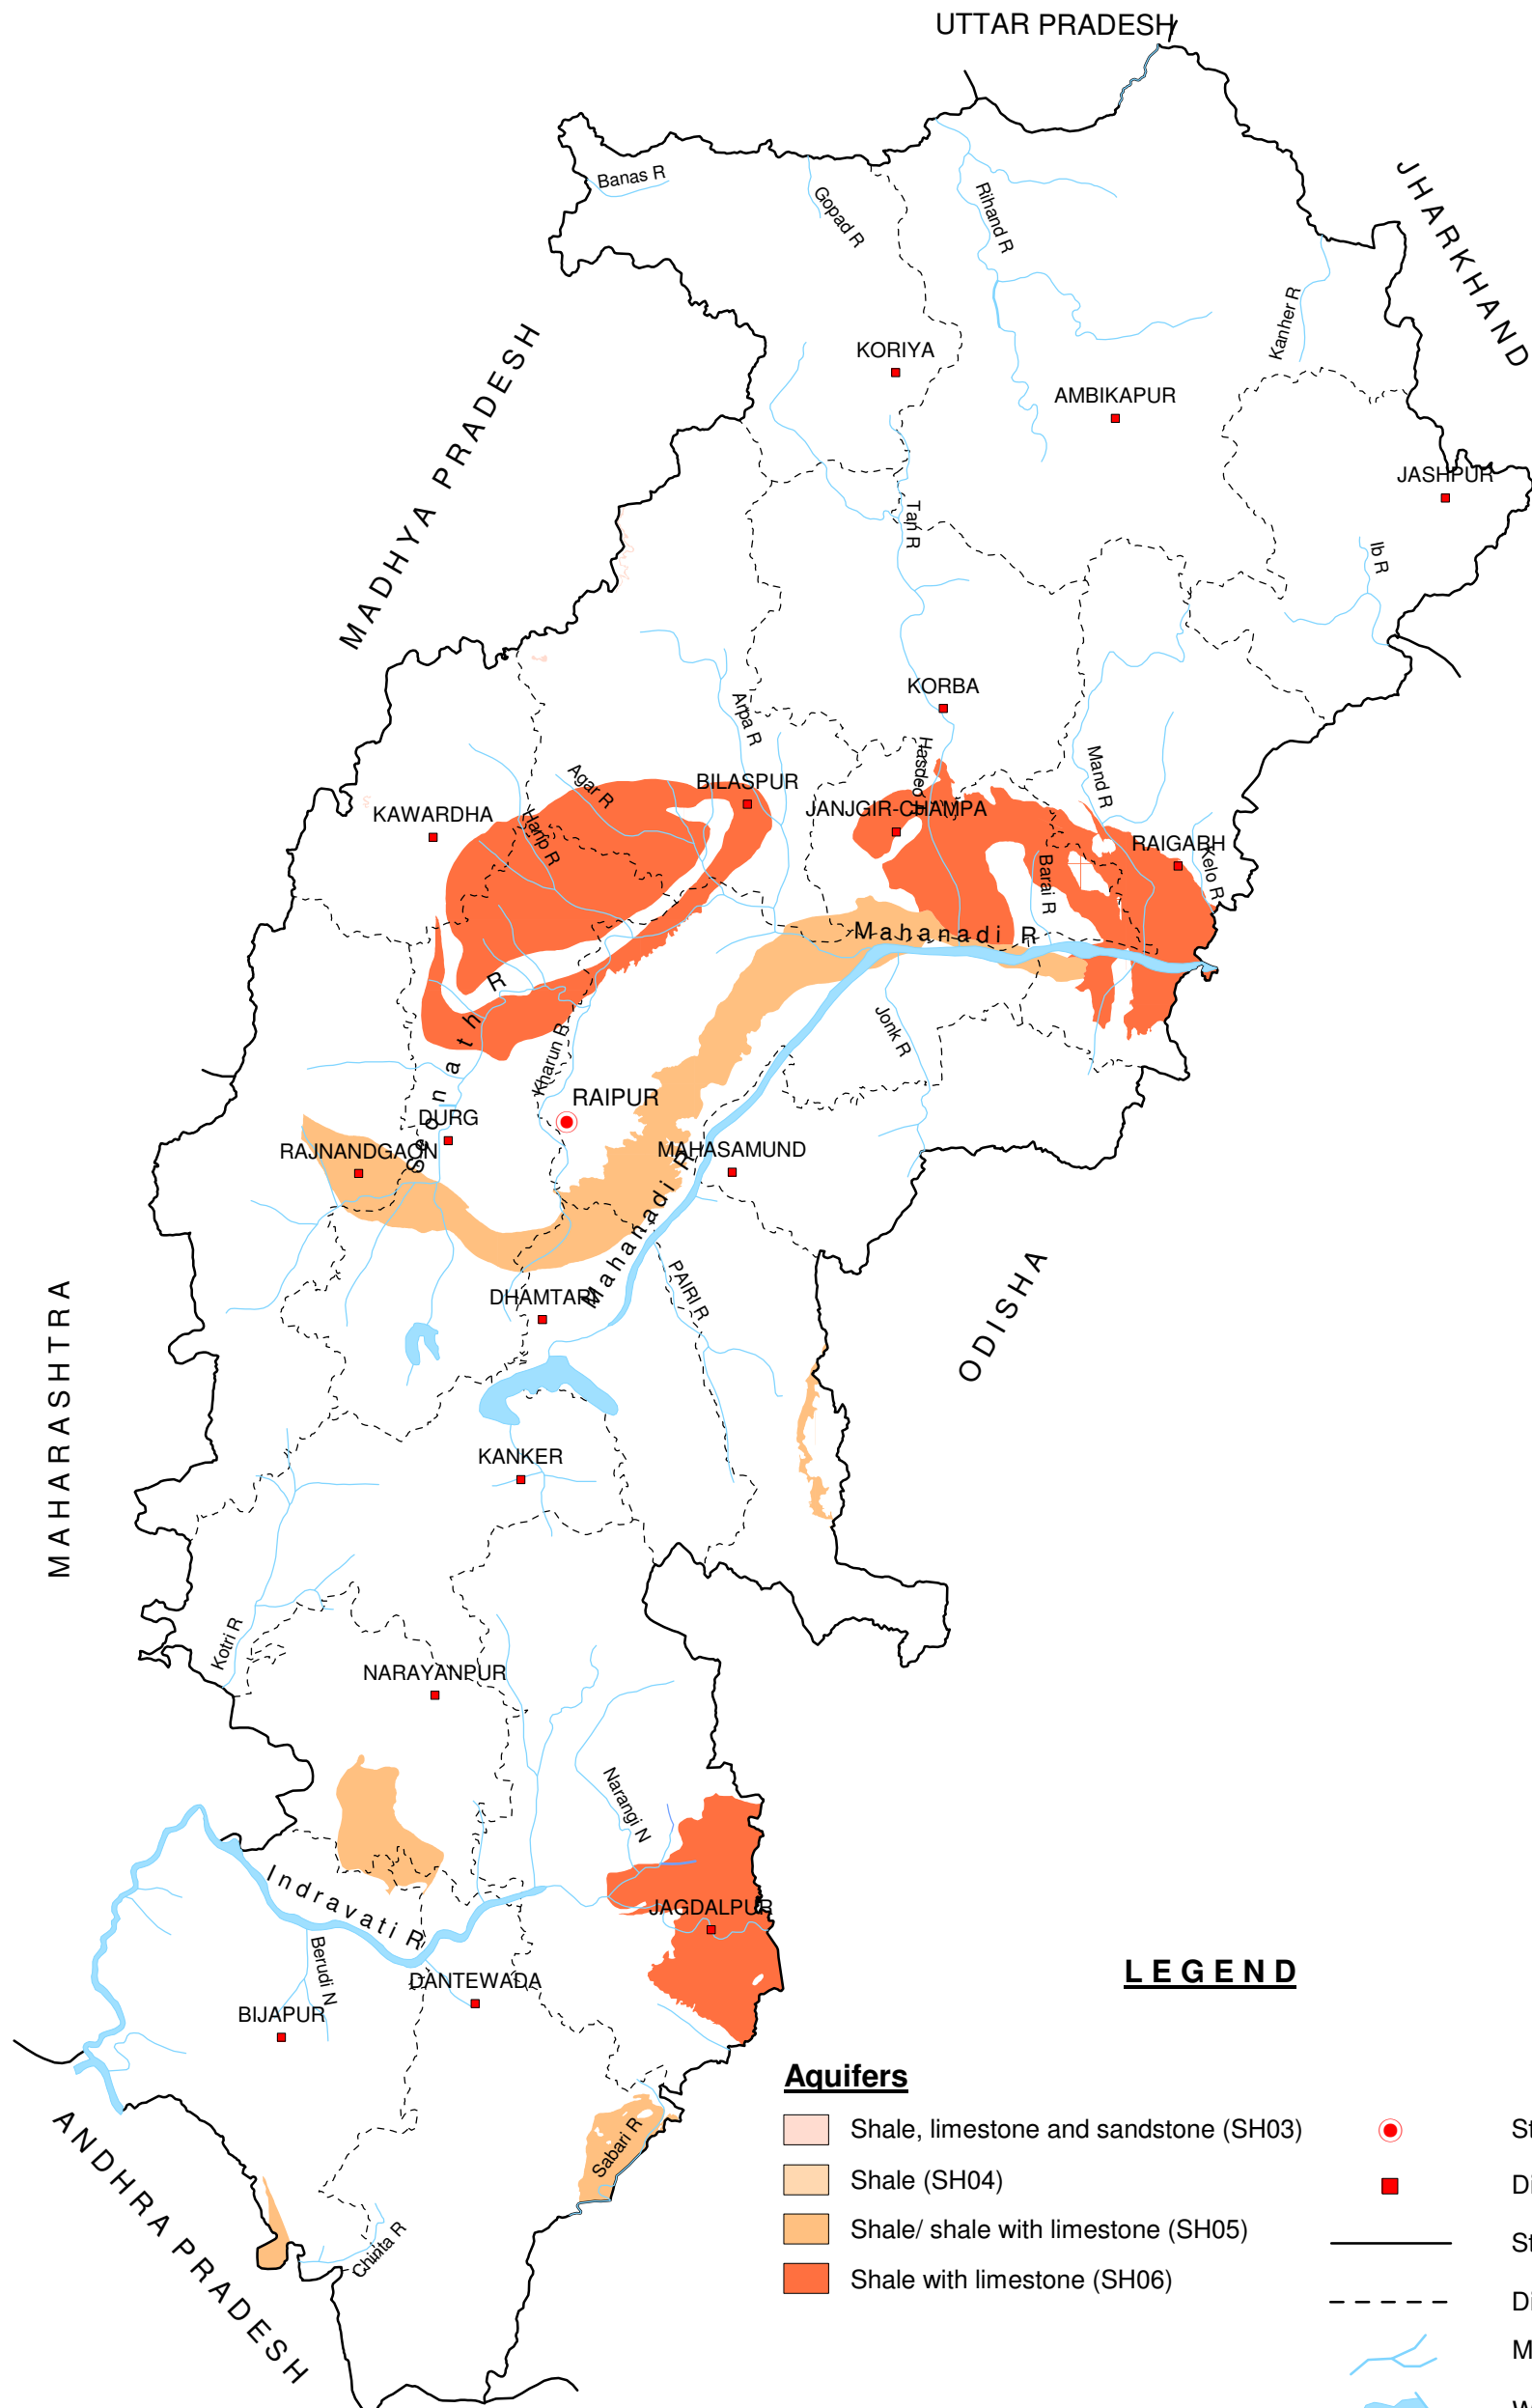 UTTAR PRADESH
JHARKHAND
Banas R
Gopad R
Rihand R
Kanher R
KORIYA
AMBIKAPUR
MADHYA PRADESH
JASHPUR
Tan R
Ib R
KORBA
Arpa R
Hasdeo R
Mand R
Agar R
BILASPUR
KAWARDHA
Hanp R
JANJGIR-CHAMPA
RAIGARH
Barai R
Kelo R
Mahanadi R
Seonath R
Jonk R
Kharun R
RAIPUR
DURG
RAJNANDGAON
MAHASAMUND
Mahanadi R
PAIRI R
DHAMTARI
ODISHA
MAHARASHTRA
KANKER
Kotri R
NARAYANPUR
Narangi N
Indravati R
JAGDALPUR
Berudi N
DANTEWADA
BIJAPUR
Sabari R
Chinta R
ANDHRA PRADESH
LEGEND
Aquifers
Shale, limestone and sandstone (SH03)
Shale (SH04)
Shale/ shale with limestone (SH05)
Shale with limestone (SH06)